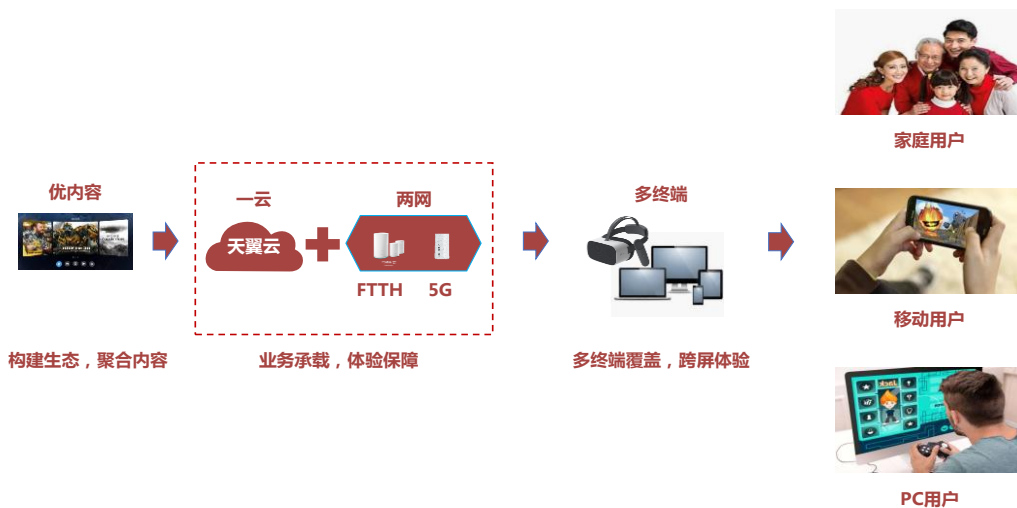 优内容
构建生态，聚合内容
一云
两网
天翼云
FTTH
5G
业务承载，体验保障
多终端
多终端覆盖，跨屏体验
家庭用户
移动用户
PC用户